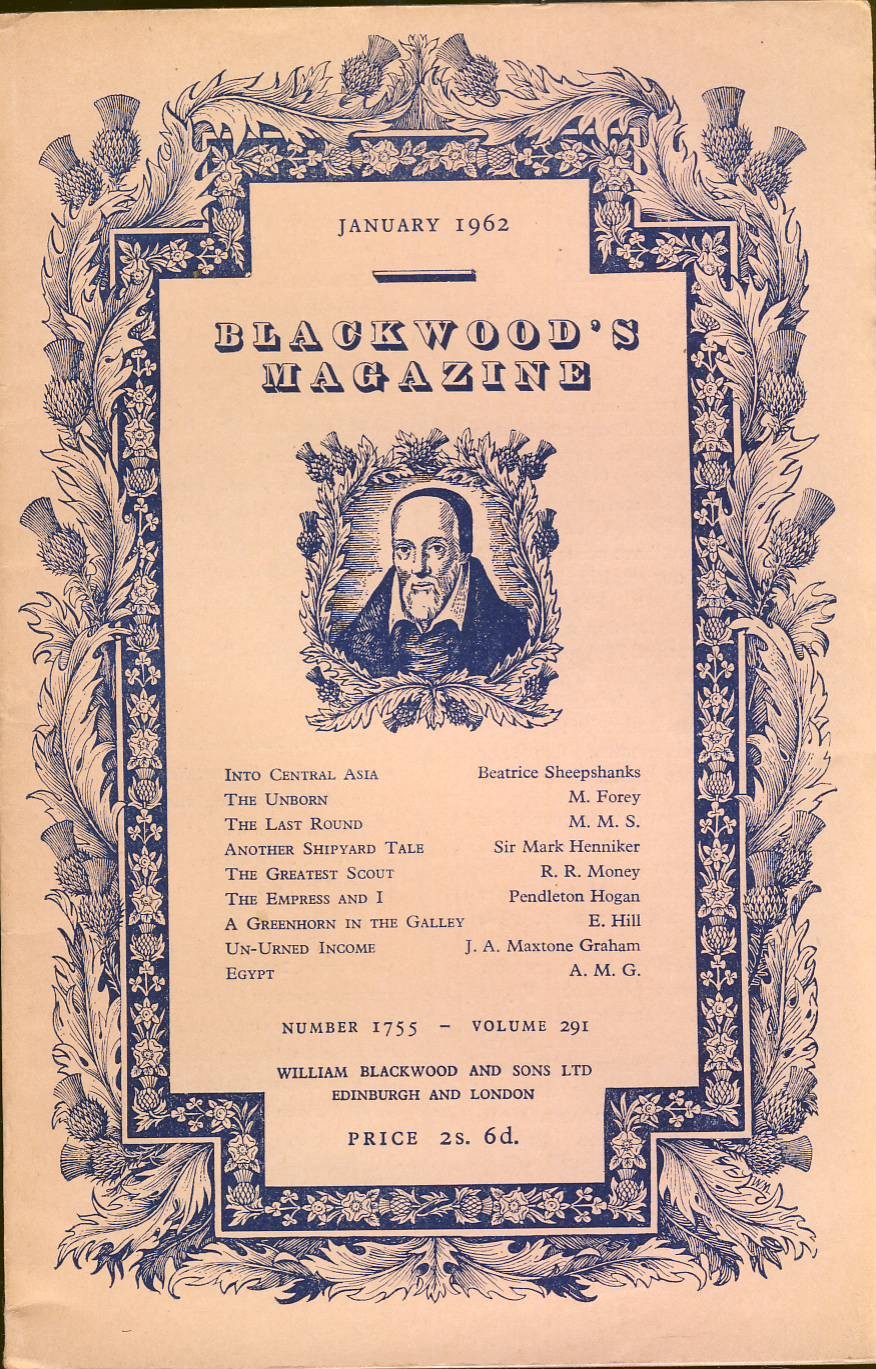 JANUARY 1962
BLACKWOOD'S
MAGAZINE
INTO CENTRAL ASIA Beatrice Sheepshanks
THE UNBORN M. Forey
THE LAST ROUND M. M. S.
ANOTHER SHIPYARD TALE Sir Mark Henniker
THE GREATEST SCOUT R. R. Money
THE EMPRESS AND I Pendleton Hogan
A GREENHORN IN THE GALLEY E. Hill
UN-URNED INCOME J. A. Maxtone Graham
EGYPT A. M. G.
NUMBER 1755 – VOLUME 291
WILLIAM BLACKWOOD AND SONS LTD
EDINBURGH AND LONDON
PRICE 2s. 6d.